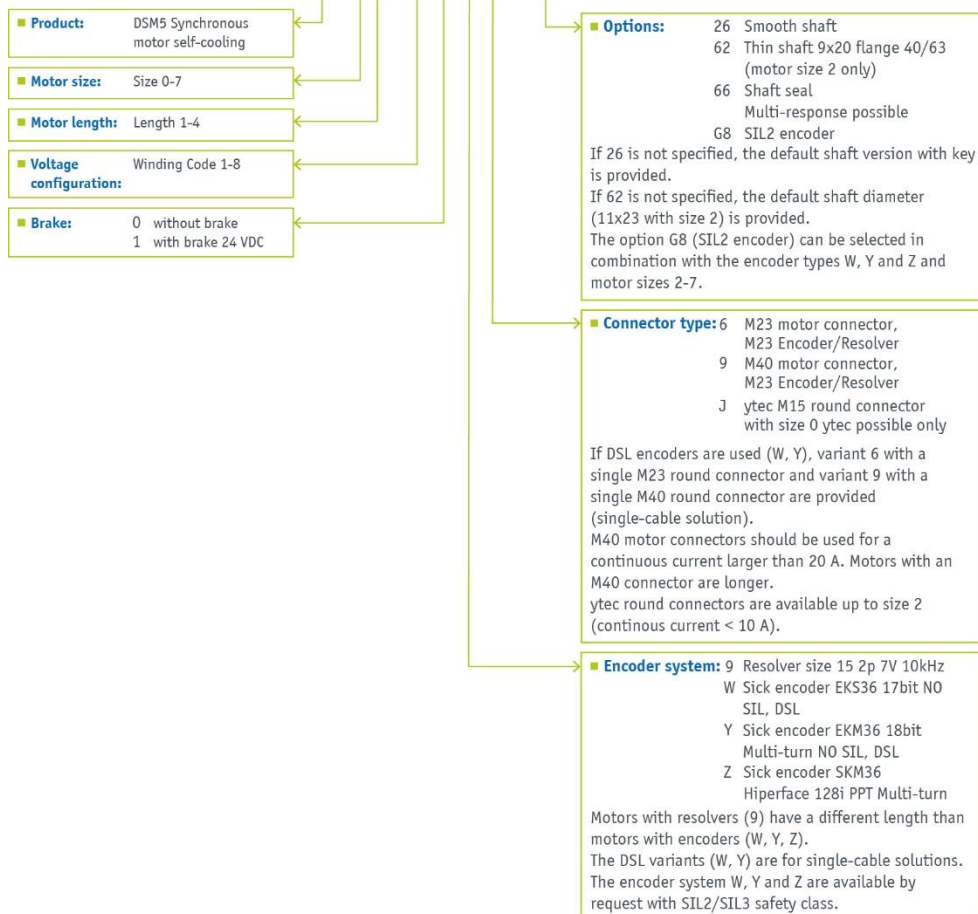 Product: DSM5 Synchronous
motor self-cooling
Motor size: Size 0-7
Motor length: Length 1-4
Voltage Winding Code 1-8
configuration:
Brake: 0 without brake
1 with brake 24 VDC
Options: 26 Smooth shaft
62 Thin shaft 9x20 flange 40/63
(motor size 2 only)
66 Shaft seal
Multi-response possible
G8 SIL2 encoder
If 26 is not specified, the default shaft version with key
is provided.
If 62 is not specified, the default shaft diameter
(11x23 with size 2) is provided.
The option G8 (SIL2 encoder) can be selected in
combination with the encoder types W, Y and Z and
motor sizes 2-7.
Connector type: 6 M23 motor connector,
M23 Encoder/Resolver
9 M40 motor connector,
M23 Encoder/Resolver
J ytec M15 round connector
with size 0 ytec possible only
If DSL encoders are used (W, Y), variant 6 with a
single M23 round connector and variant 9 with a
single M40 round connector are provided
(single-cable solution).
M40 motor connectors should be used for a
continuous current larger than 20 A. Motors with an
M40 connector are longer.
ytec round connectors are available up to size 2
(continous current < 10 A).
Encoder system: 9 Resolver size 15 2p 7V 10kHz
W Sick encoder EKS36 17bit NO
SIL, DSL
Y Sick encoder EKM36 18bit
Multi-turn NO SIL, DSL
Z Sick encoder SKM36
Hiperface 128i PPT Multi-turn
Motors with resolvers (9) have a different length than
motors with encoders (W, Y, Z).
The DSL variants (W, Y) are for single-cable solutions.
The encoder system W, Y and Z are available by
request with SIL2/SIL3 safety class.